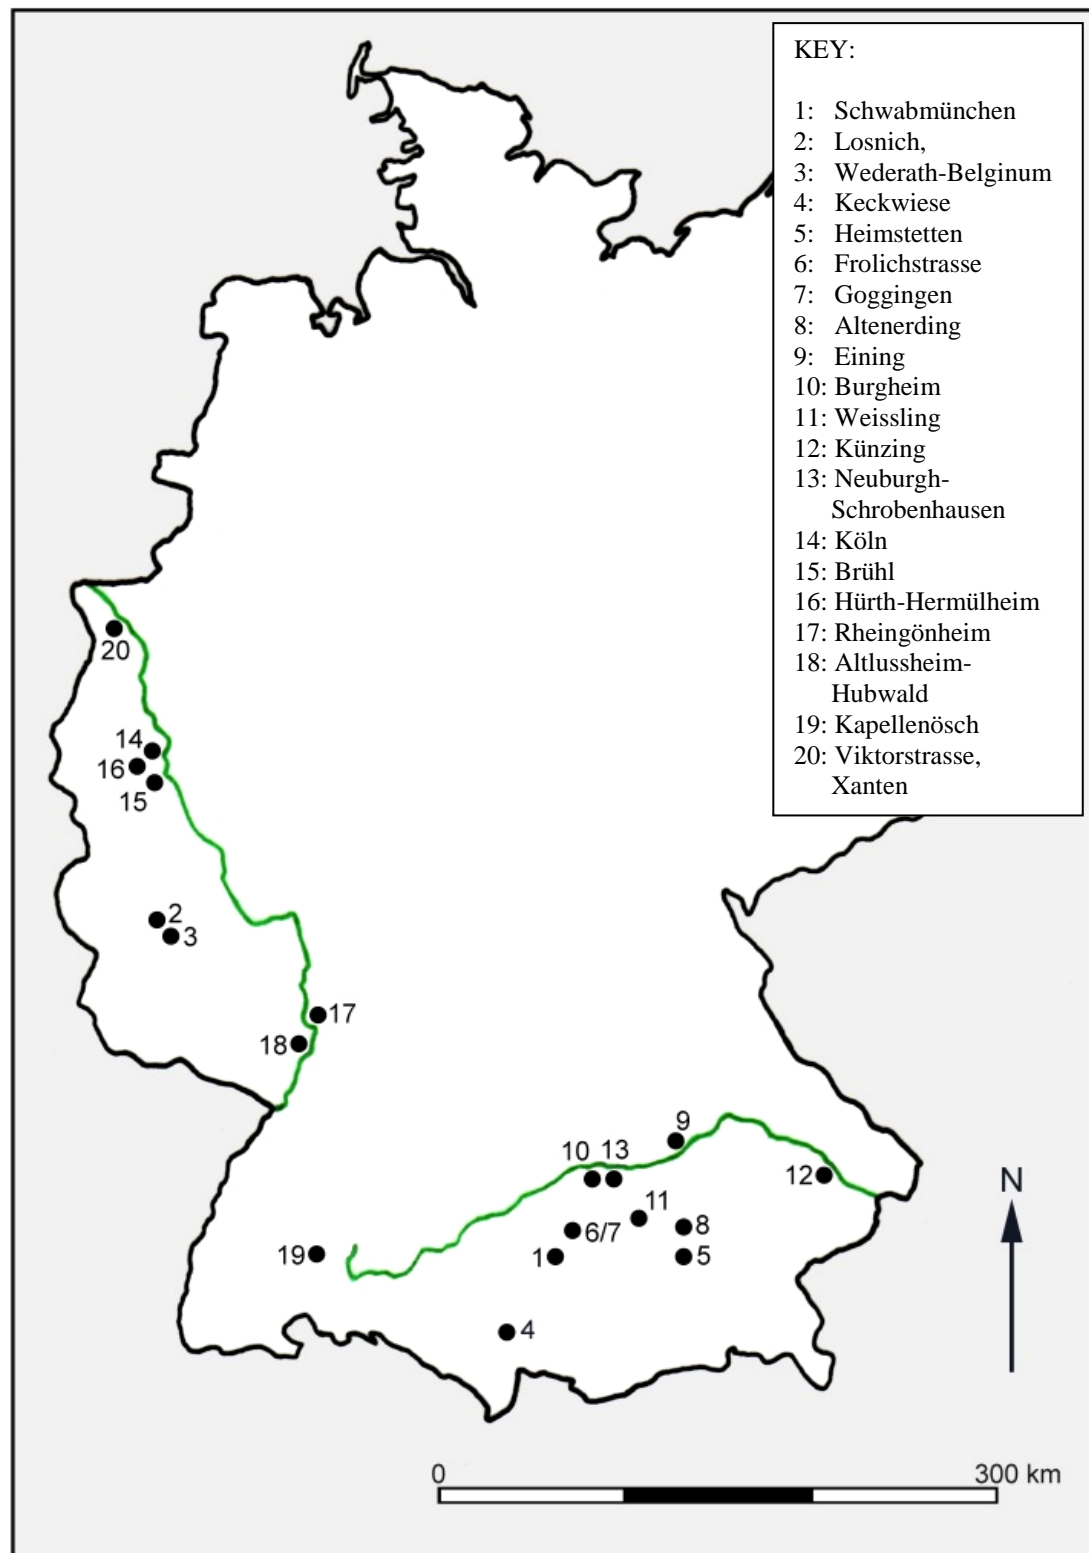 KEY:
1: Schwabmünchen
2: Losnich,
3: Wederath-Belginum
4: Keckwiese
5: Heimstetten
6: Frolichstrasse
7: Goggingen
8: Altenerding
9: Eining
10: Burgheim
11: Weissling
12: Künzing
13: Neuburgh-
Schrobenhausen
14: Köln
15: Brühl
16: Hürth-Hermülheim
17: Rheingönheim
18: Altlussheim-
Hubwald
19: Kapellenösch
20: Viktorstrasse,
Xanten
20
14
16
15
2
3
17
18
9
10 13
12
11
6/7
8
19
1
5
4
N
0 300 km